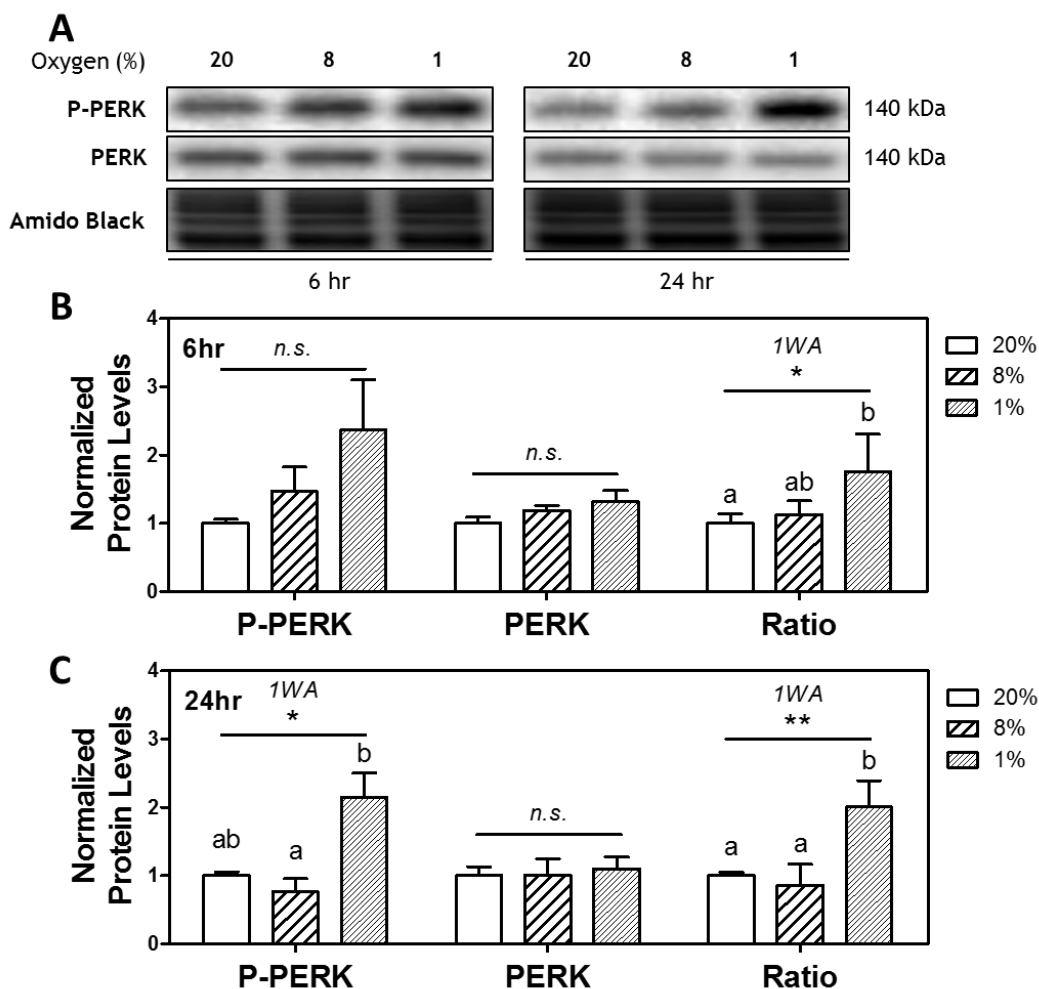 A
Oxygen (%) 20 8 1 20 8 1
P-PERK 140 kDa
PERK 140 kDa
Amido Black
6 hr 24 hr
B
Normalized
Protein Levels
4
3
2
1
0
6hr
n.s.
n.s.
1WA
*
a ab b
P-PERK PERK Ratio
20%
8%
1%
C
Normalized
Protein Levels
4
3
2
1
0
24hr
1WA
*
ab a b
n.s.
1WA
**
a a b
P-PERK PERK Ratio
20%
8%
1%